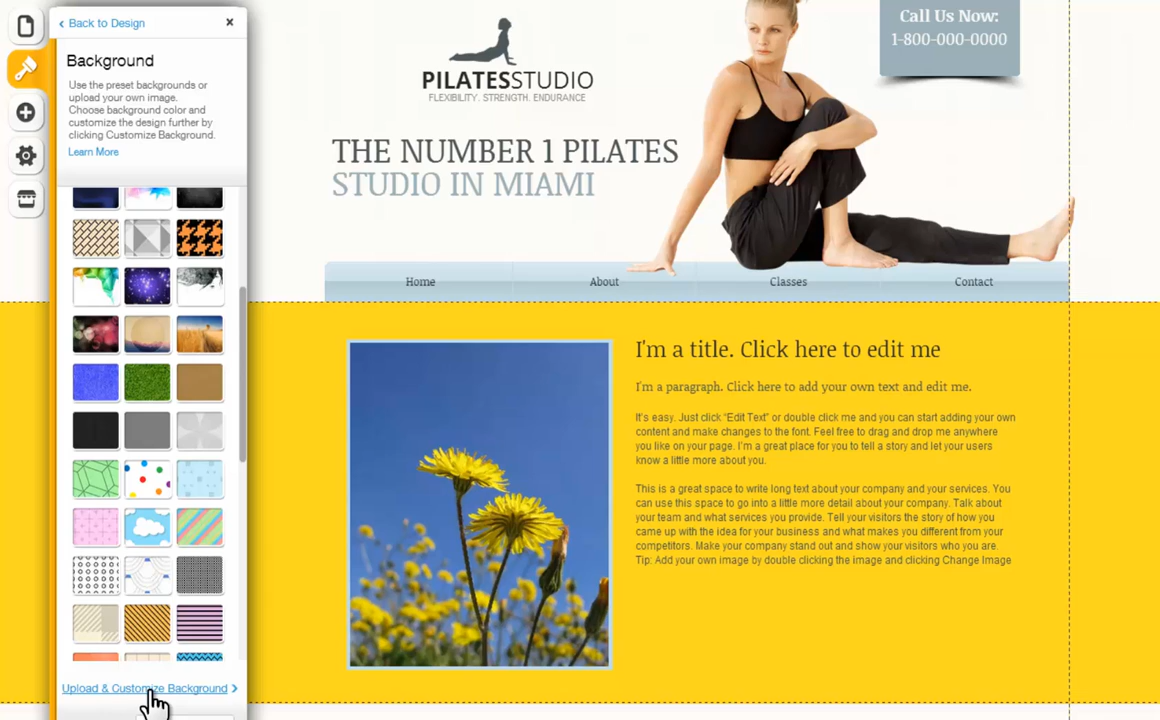 Back to Design
×
Background
Use the preset backgrounds or
upload your own image.
Choose background color and
customize the design further by
clicking Customize Background.
Learn More
Upload & Customize Background
PILATESSTUDIO
FLEXIBILITY. STRENGTH. ENDURANCE
Call Us Now:
1-800-000-0000
THE NUMBER 1 PILATES
STUDIO IN MIAMI
Home About Classes Contact
I'm a title. Click here to edit me
I'm a paragraph. Click here to add your own text and edit me.
It's easy. Just click "Edit Text" or double click me and you can start adding your own
content and make changes to the font. Feel free to drag and drop me anywhere
you like on your page. I'm a great place for you to tell a story and let your users
know a little more about you.
This is a great space to write long text about your company and your services. You
can use this space to go into a little more detail about your company. Talk about
your team and what services you provide. Tell your visitors the story of how you
came up with the idea for your business and what makes you different from your
competitors. Make your company stand out and show your visitors who you are.
Tip: Add your own image by double clicking the image and clicking Change Image